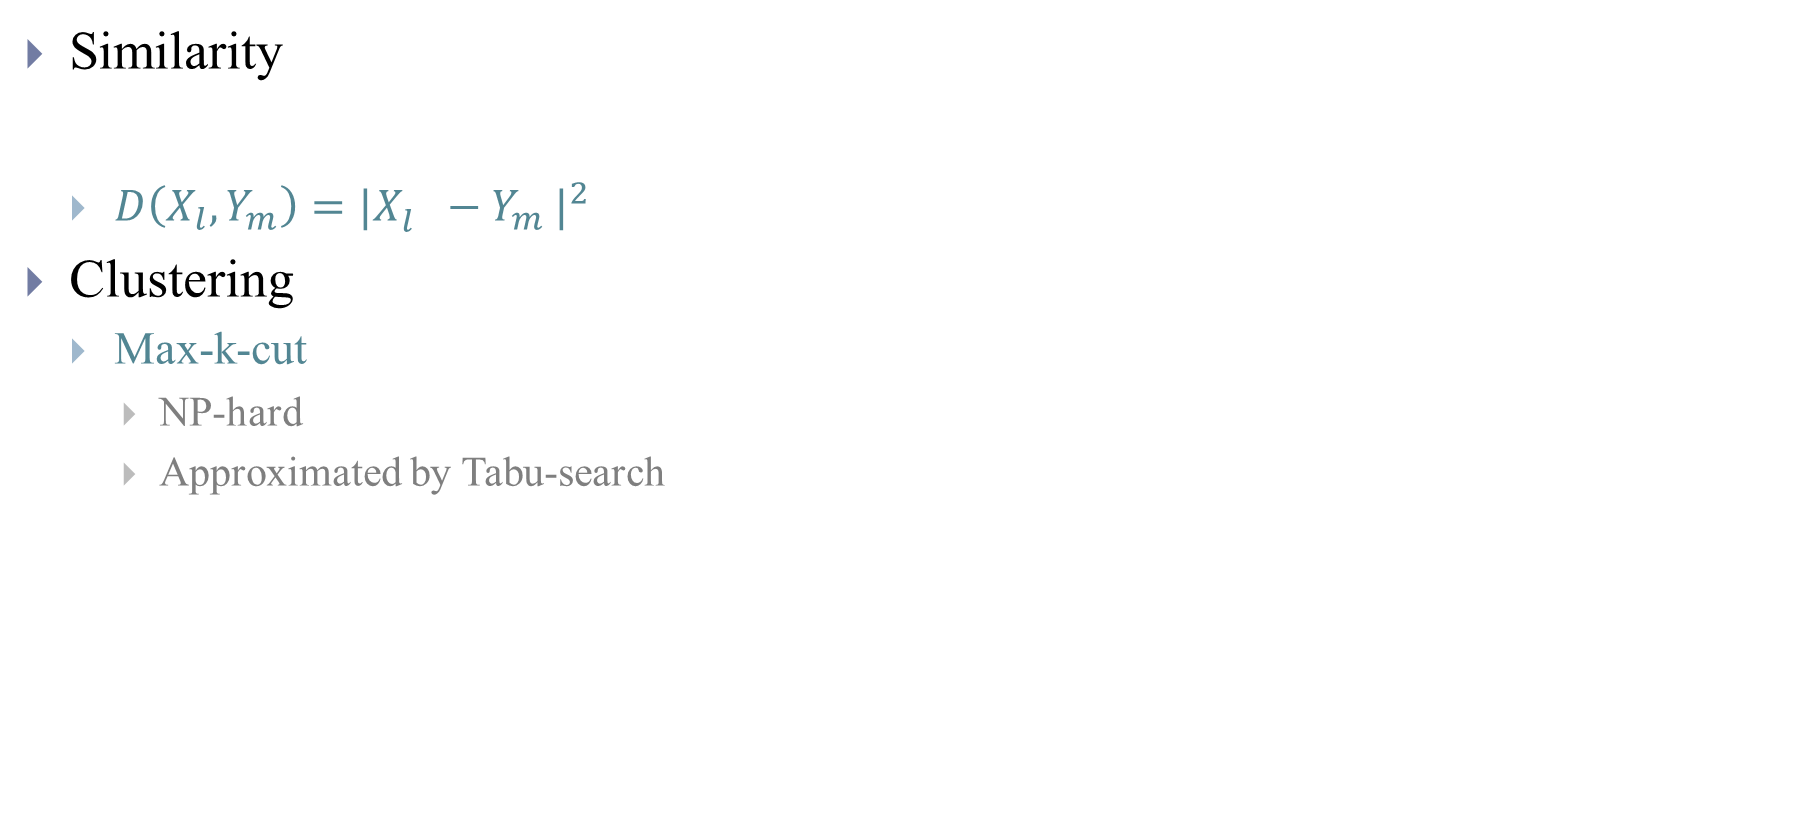 Similarity
D(X_l, Y_m) = |X_l − Y_m|^2
Clustering
Max-k-cut
NP-hard
Approximated by Tabu-search